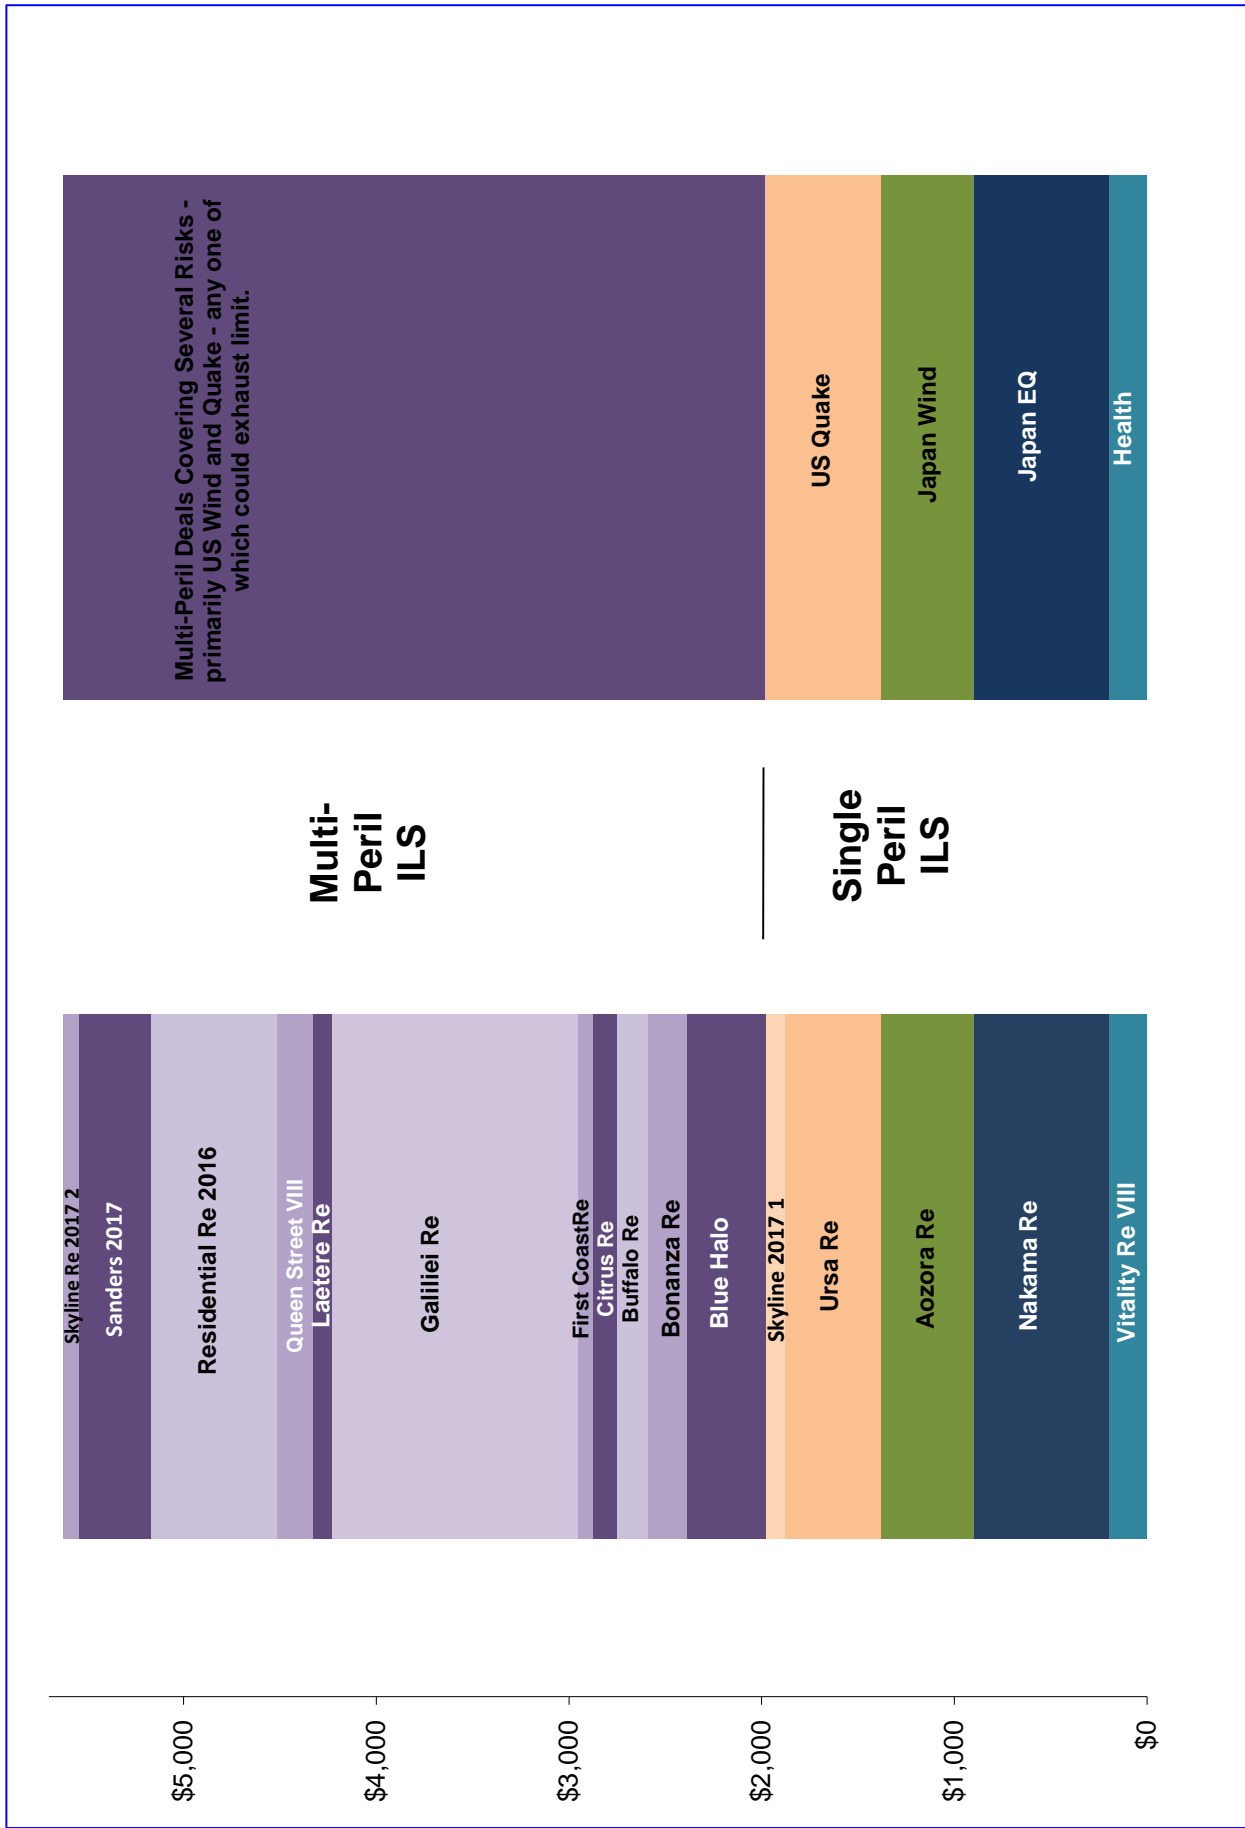 $5,000
$4,000
$3,000
$2,000
$1,000
$0
Skyline Re 2017 2
Sanders 2017
Residential Re 2016
Queen Street VIII
Laetere Re
Galiliei Re
First CoastRe
Citrus Re
Buffalo Re
Bonanza Re
Blue Halo
Skyline 2017 1
Ursa Re
Aozora Re
Nakama Re
Vitality Re VIII
Multi-
Peril
ILS
Single
Peril
ILS
Multi-Peril Deals Covering Several Risks -
primarily US Wind and Quake - any one of
which could exhaust limit.
US Quake
Japan Wind
Japan EQ
Health